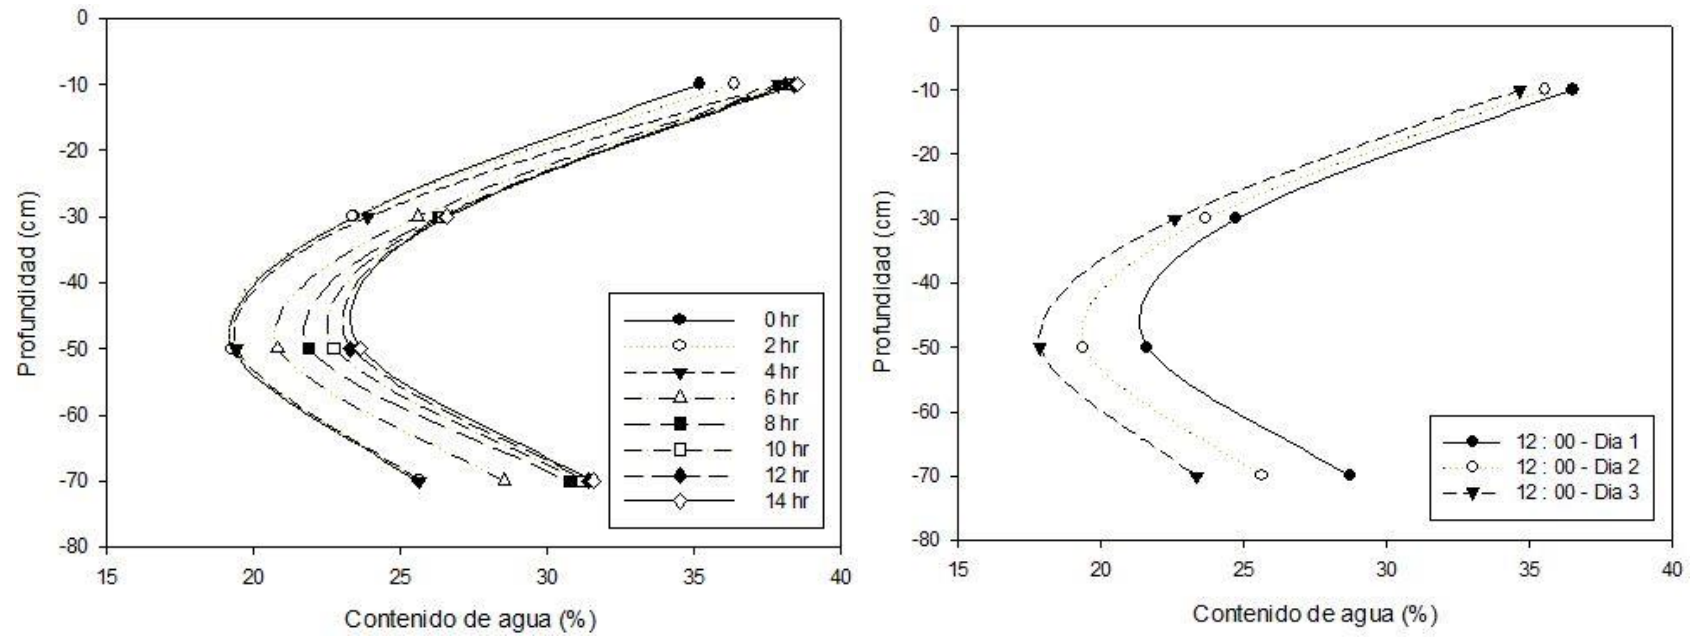 0
-10
-20
-30
-40
-50
-60
-70
-80
15 20 25 30 35 40
Profundidad (cm)
Contenido de agua (%)
0 hr
2 hr
4 hr
6 hr
8 hr
10 hr
12 hr
14 hr
0
-10
-20
-30
-40
-50
-60
-70
-80
15 20 25 30 35 40
Profundidad (cm)
Contenido de agua (%)
12 : 00 - Dia 1
12 : 00 - Dia 2
12 : 00 - Dia 3